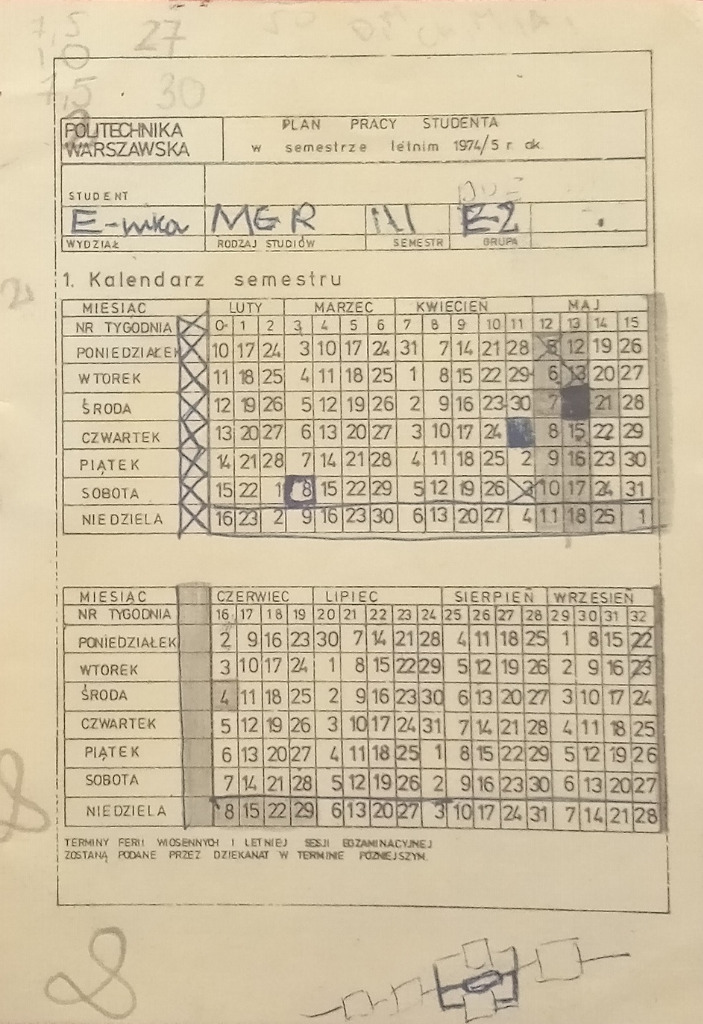 7,5 27
1,0
7,5 30
POLITECHNIKA
WARSZAWSKA
PLAN PRACY STUDENTA
w semestrze letnim 1974/5 r ak.
STUDENT
E-nika MGR III E-2
WYDZIAŁ RODZAJ STUDIÓW SEMESTR GRUPA
1. Kalendarz semestru
MIESIĄC LUTY MARZEC KWIECIEŃ MAJ
NR TYGODNIA 0 1 2 3 4 5 6 7 8 9 10 11 12 13 14 15
PONIEDZIAŁEK 10 17 24 3 10 17 24 31 7 14 21 28 5 12 19 26
WTOREK 11 18 25 4 11 18 25 1 8 15 22 29 6 13 20 27
ŚRODA 12 19 26 5 12 19 26 2 9 16 23 30 7 21 28
CZWARTEK 13 20 27 6 13 20 27 3 10 17 24 8 15 22 29
PIĄTEK 14 21 28 7 14 21 28 4 11 18 25 2 9 16 23 30
SOBOTA 15 22 1 8 15 22 29 5 12 19 26 3 10 17 24 31
NIEDZIELA 16 23 2 9 16 23 30 6 13 20 27 4 11 18 25 1
MIESIĄC CZERWIEC LIPIEC SIERPIEŃ WRZESIEŃ
NR TYGODNIA 16 17 18 19 20 21 22 23 24 25 26 27 28 29 30 31 32
PONIEDZIAŁEK 2 9 16 23 30 7 14 21 28 4 11 18 25 1 8 15 22
WTOREK 3 10 17 24 1 8 15 22 29 5 12 19 26 2 9 16 23
ŚRODA 4 11 18 25 2 9 16 23 30 6 13 20 27 3 10 17 24
CZWARTEK 5 12 19 26 3 10 17 24 31 7 14 21 28 4 11 18 25
PIĄTEK 6 13 20 27 4 11 18 25 1 8 15 22 29 5 12 19 26
SOBOTA 7 14 21 28 5 12 19 26 2 9 16 23 30 6 13 20 27
NIEDZIELA 8 15 22 29 6 13 20 27 3 10 17 24 31 7 14 21 28
TERMINY FERII WIOSENNYCH I LETNIEJ SESJI EGZAMINACYJNEJ
ZOSTANĄ PODANE PRZEZ DZIEKANAT W TERMINIE PÓŹNIEJSZYM.
8
8